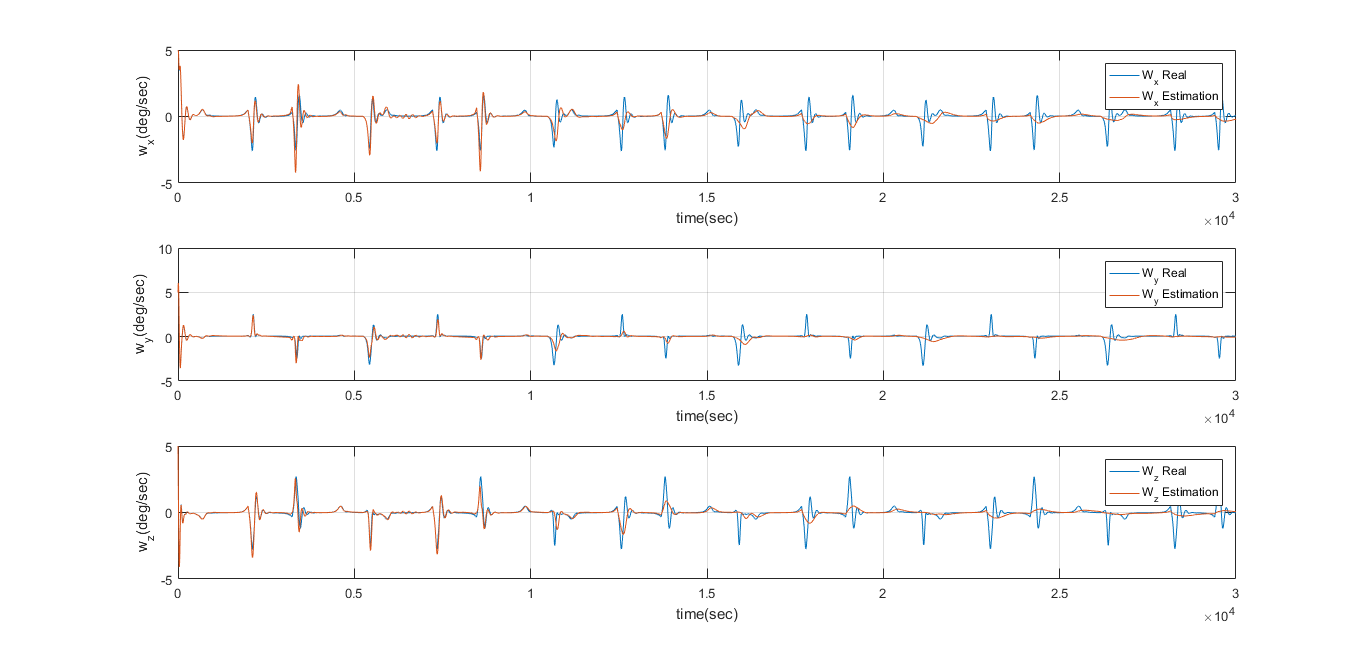 5
0
-5
w_x(deg/sec)
W_x Real
W_x Estimation
0 0.5 1 1.5 2 2.5 3
time(sec)
×10^4
10
5
0
-5
w_y(deg/sec)
W_y Real
W_y Estimation
0 0.5 1 1.5 2 2.5 3
time(sec)
×10^4
5
0
-5
w_z(deg/sec)
W_z Real
W_z Estimation
0 0.5 1 1.5 2 2.5 3
time(sec)
×10^4